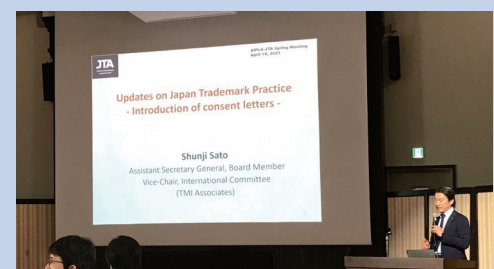 AIPLA-JTA Spring Meeting
April 19, 2023
JTA
Updates on Japan Trademark Practice
- Introduction of consent letters -
Shunji Sato
Assistant Secretary General, Board Member
Vice-Chair, International Committee
(TMI Associates)